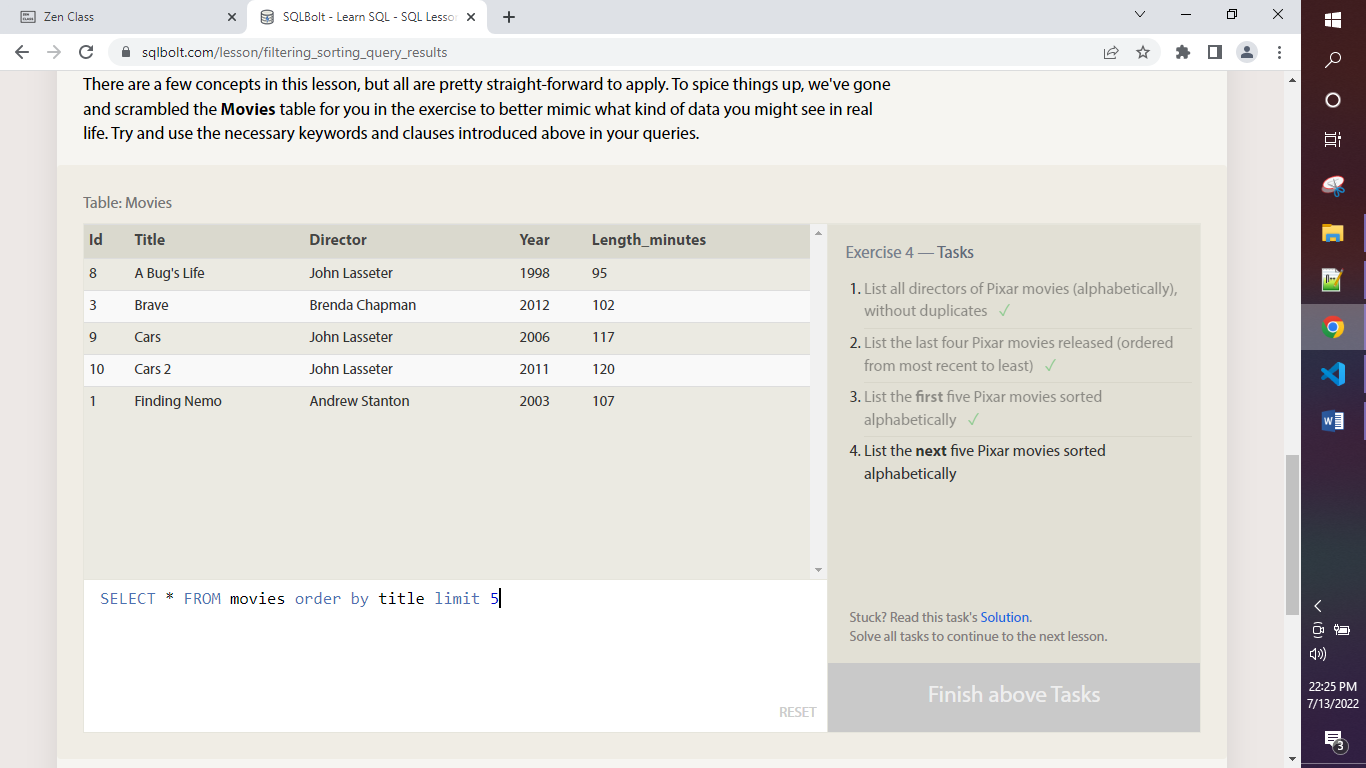 Zen Class
SQLBolt - Learn SQL - SQL Lesson
sqlbolt.com/lesson/filtering_sorting_query_results
There are a few concepts in this lesson, but all are pretty straight-forward to apply. To spice things up, we've gone
and scrambled the Movies table for you in the exercise to better mimic what kind of data you might see in real
life. Try and use the necessary keywords and clauses introduced above in your queries.
Table: Movies
Id Title Director Year Length_minutes
8 A Bug's Life John Lasseter 1998 95
3 Brave Brenda Chapman 2012 102
9 Cars John Lasseter 2006 117
10 Cars 2 John Lasseter 2011 120
1 Finding Nemo Andrew Stanton 2003 107
SELECT * FROM movies order by title limit 5
RESET
Exercise 4 — Tasks
1. List all directors of Pixar movies (alphabetically),
without duplicates ✓
2. List the last four Pixar movies released (ordered
from most recent to least) ✓
3. List the first five Pixar movies sorted
alphabetically ✓
4. List the next five Pixar movies sorted
alphabetically
Stuck? Read this task's Solution.
Solve all tasks to continue to the next lesson.
Finish above Tasks
22:25 PM
7/13/2022
3